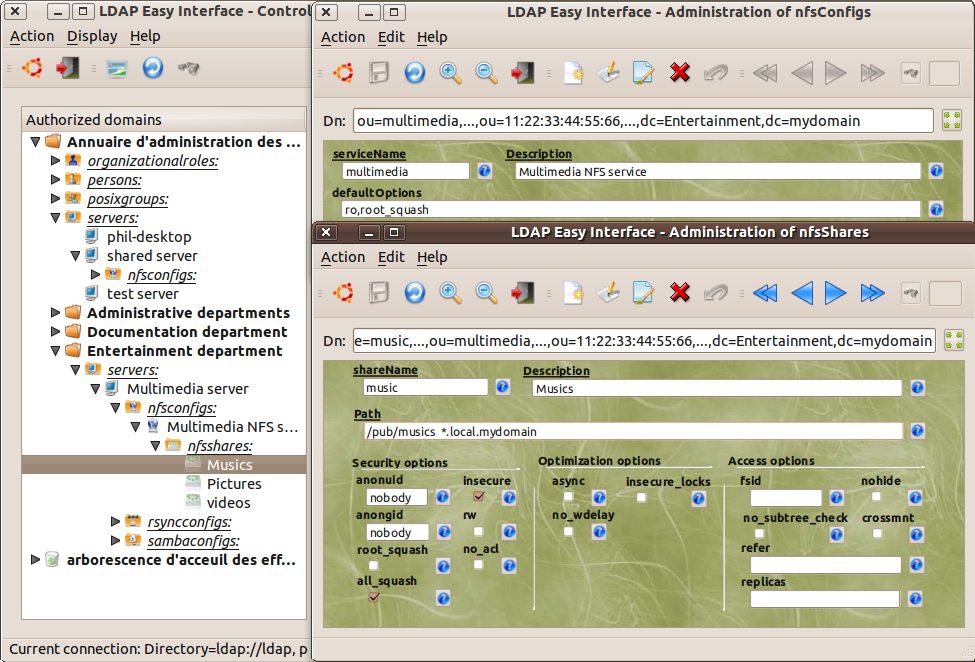 LDAP Easy Interface - Control
Action Display Help
Authorized domains
Annuaire d'administration des ...
organizationalroles:
persons:
posixgroups:
servers:
phil-desktop
shared server
nfsconfigs:
test server
Administrative departments
Documentation department
Entertainment department
servers:
Multimedia server
nfsconfigs:
Multimedia NFS s...
nfsshares:
Musics
Pictures
videos
rsyncconfigs:
sambaconfigs:
arborescence d'acceuil des eff...
Current connection: Directory=ldap://ldap, p
LDAP Easy Interface - Administration of nfsConfigs
Action Edit Help
Dn: ou=multimedia,...,ou=11:22:33:44:55:66,...,dc=Entertainment,dc=mydomain
serviceName Description
multimedia Multimedia NFS service
defaultOptions
ro,root_squash
LDAP Easy Interface - Administration of nfsShares
Action Edit Help
Dn: e=music,...,ou=multimedia,...,ou=11:22:33:44:55:66,...,dc=Entertainment,dc=mydomain
shareName Description
music Musics
Path
/pub/musics *.local.mydomain
Security options Optimization options Access options
anonuid insecure async insecure_locks fsid nohide
nobody
anongid rw no_wdelay no_subtree_check crossmnt
nobody
root_squash no_acl refer
all_squash replicas